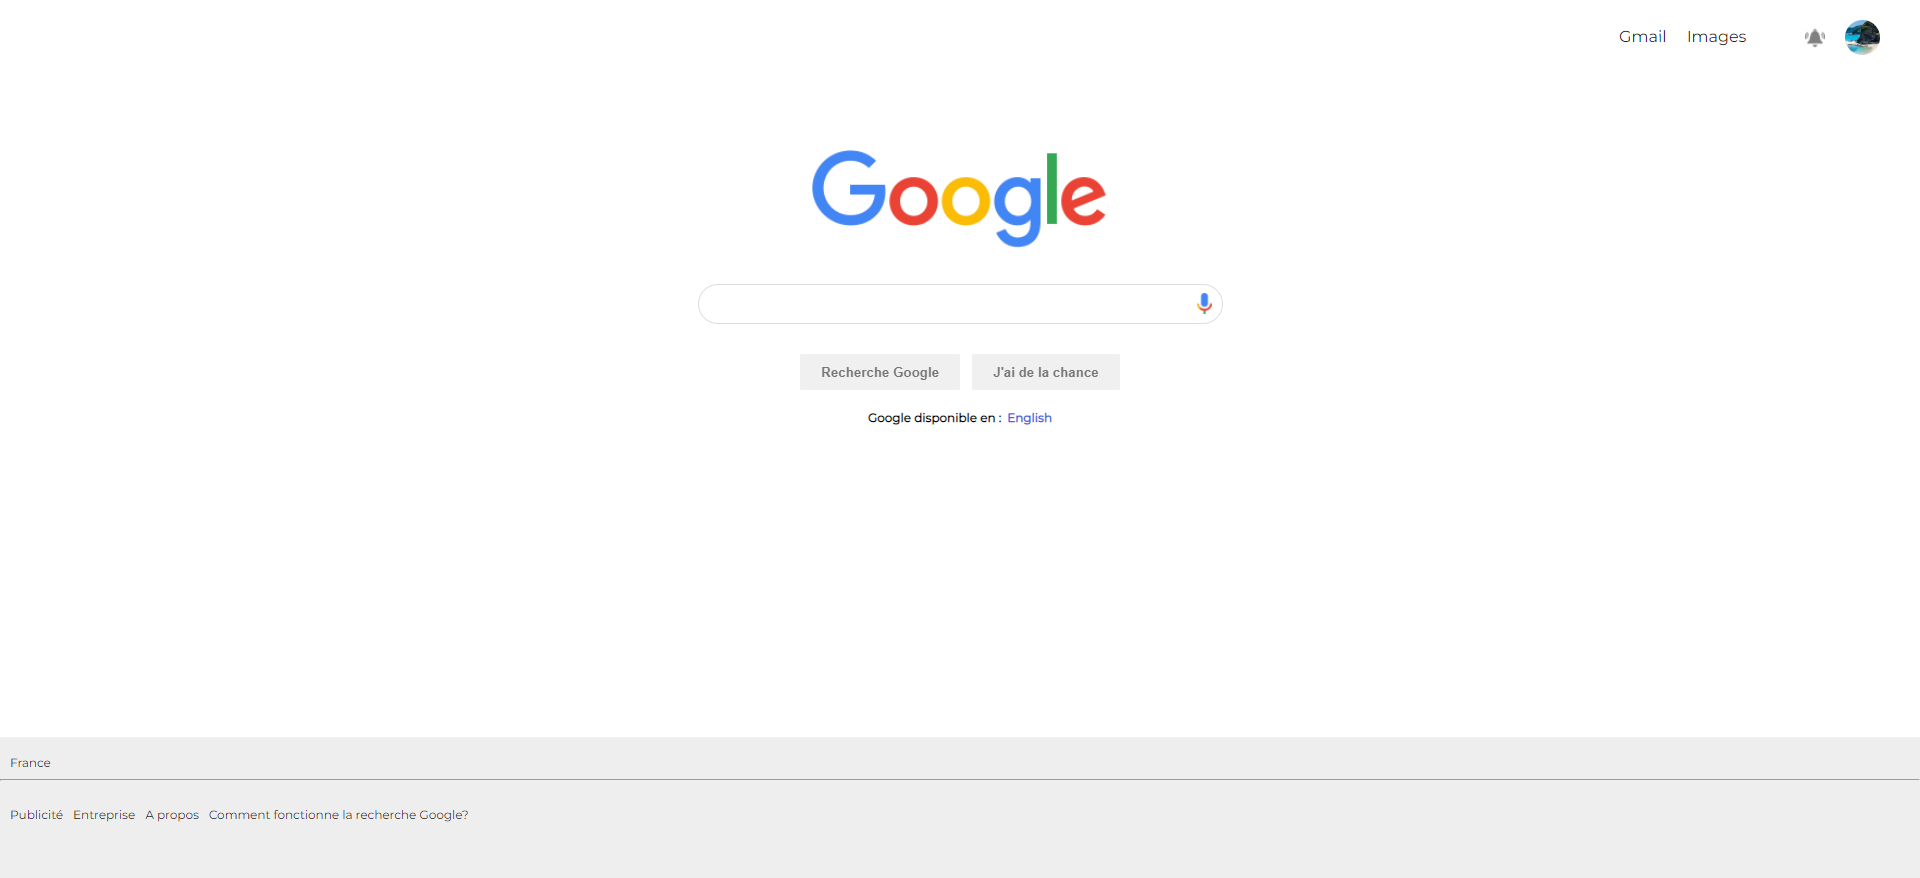 Gmail Images
Google
Recherche Google J'ai de la chance
Google disponible en : English
France
Publicité Entreprise A propos Comment fonctionne la recherche Google?